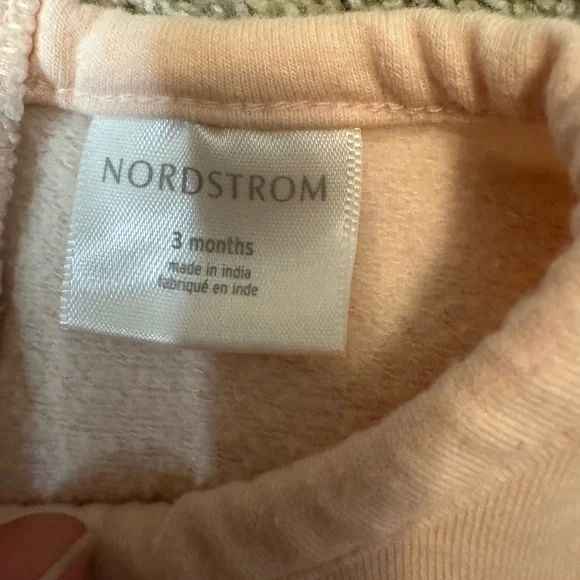 NORDSTROM
3 months
made in india
fabriqué en inde